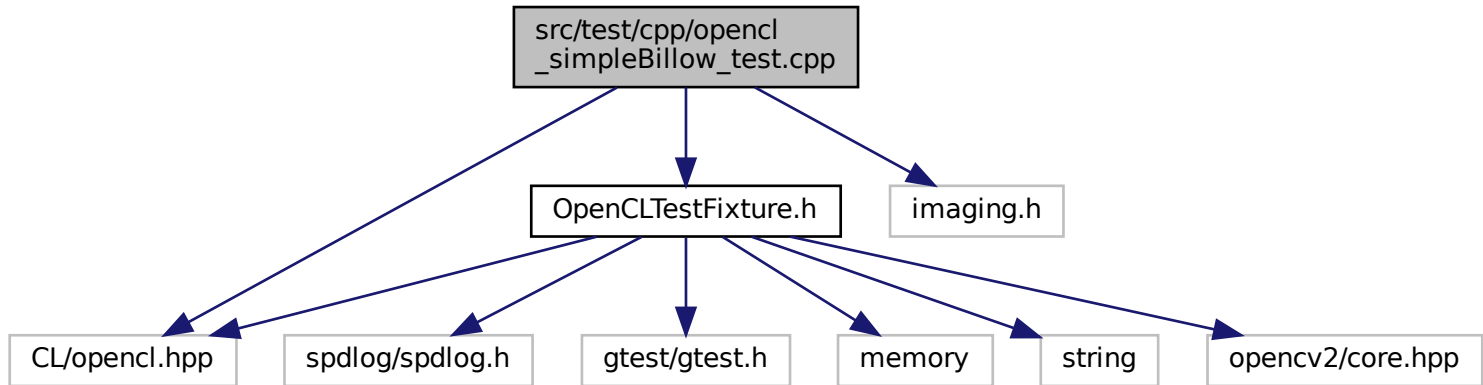 src/test/cpp/opencl
_simpleBillow_test.cpp
OpenCLTestFixture.h
imaging.h
CL/opencl.hpp
spdlog/spdlog.h
gtest/gtest.h
memory
string
opencv2/core.hpp